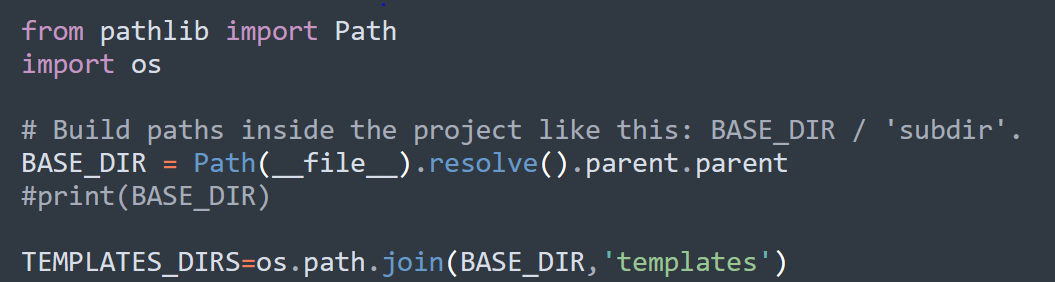 from pathlib import Path
import os
# Build paths inside the project like this: BASE_DIR / 'subdir'.
BASE_DIR = Path(__file__).resolve().parent.parent
#print(BASE_DIR)
TEMPLATES_DIRS=os.path.join(BASE_DIR,'templates')